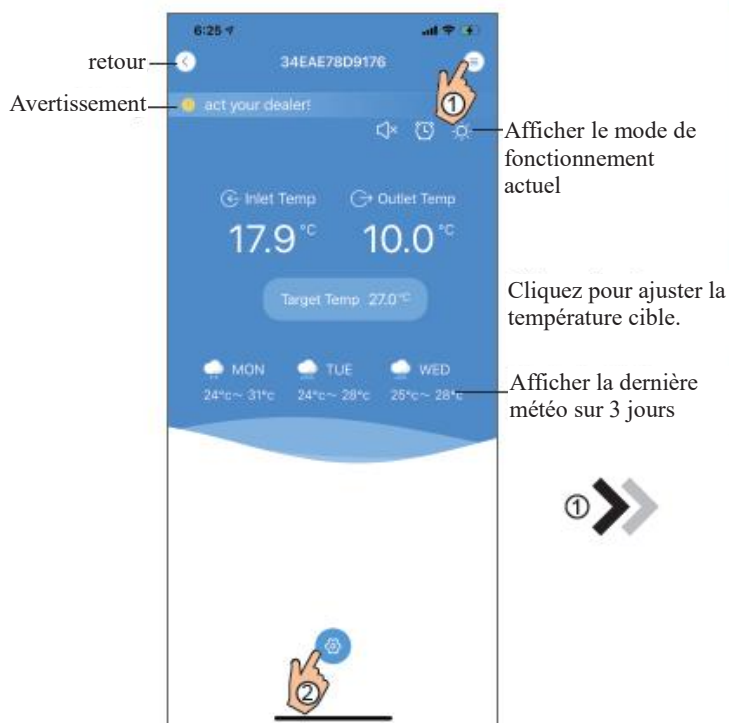 6:25
retour
34EAE78D9176
Avertissement
act your dealer!
①
Afficher le mode de
fonctionnement
actuel
Inlet Temp
Outlet Temp
17.9°C
10.0°C
Target Temp 27.0°C
Cliquez pour ajuster la
température cible.
MON
TUE
WED
24°c~ 31°c
24°c~ 28°c
25°c~ 28°c
Afficher la dernière
météo sur 3 jours
①
②